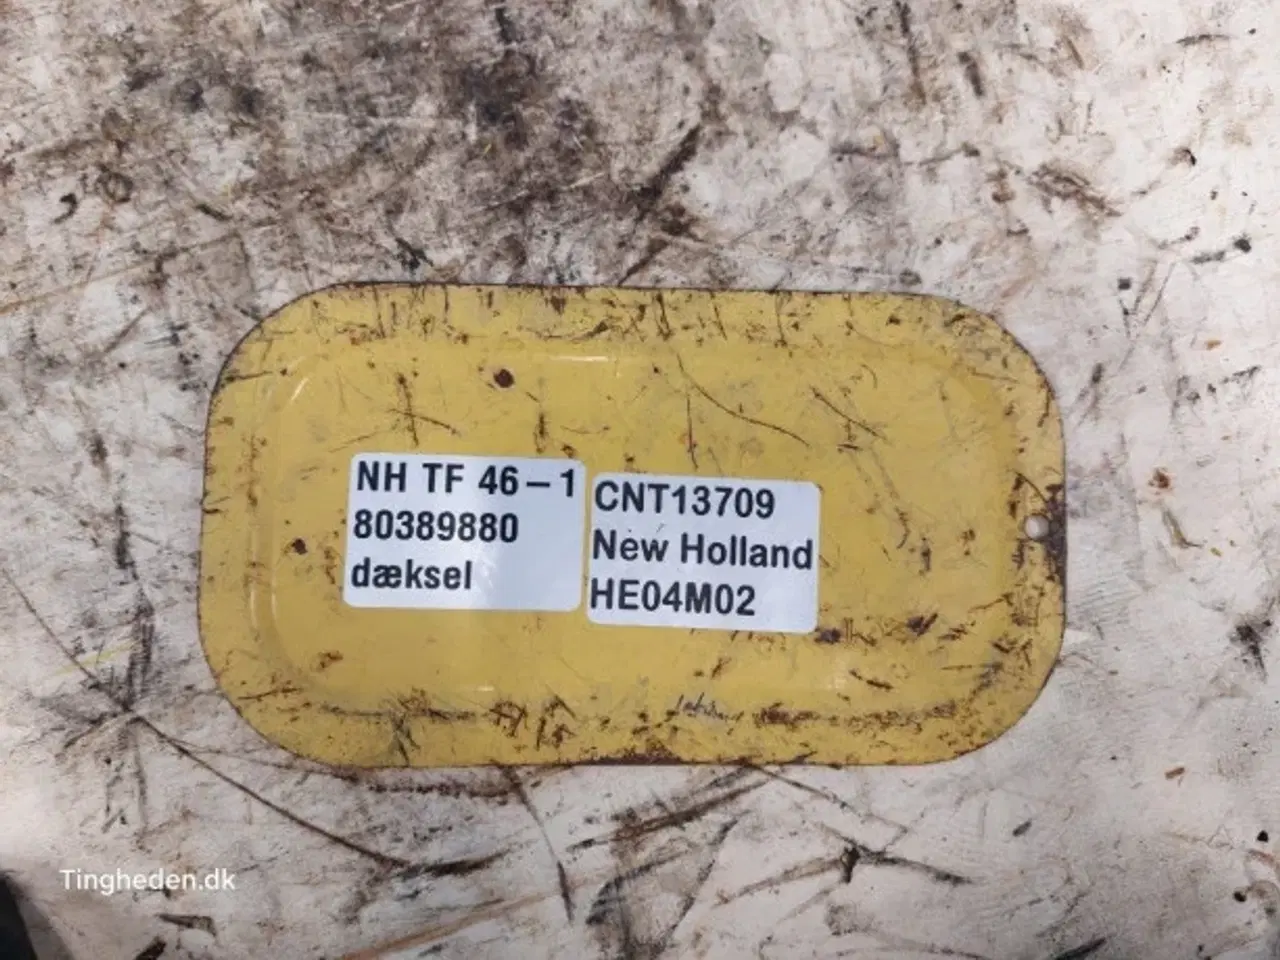 NH TF 46-1
80389880
dæksel
CNT13709
New Holland
HE04M02
Tingheden.dk